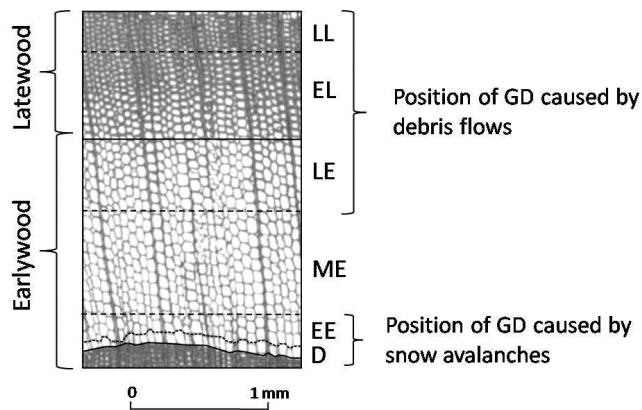 Latewood
Earlywood
LL
EL
LE
ME
EE
D
Position of GD caused by
debris flows
Position of GD caused by
snow avalanches
0 1 mm